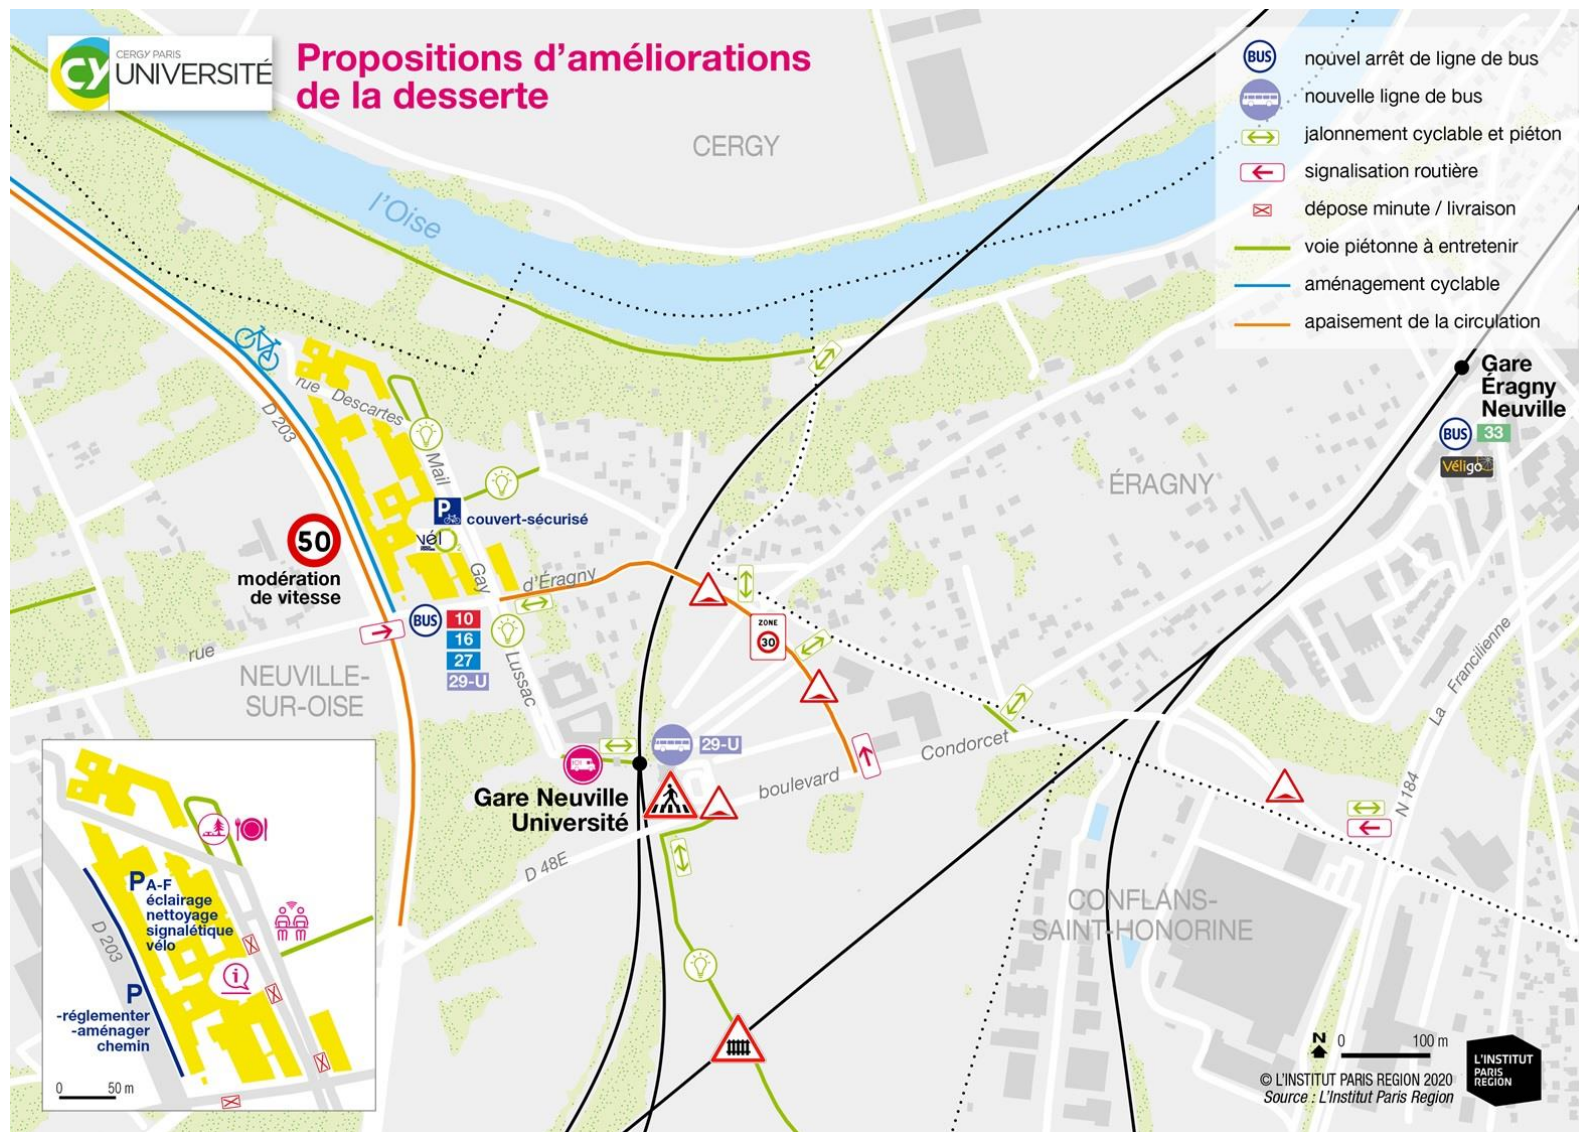 CERGY PARIS
CY UNIVERSITÉ
Propositions d'améliorations
de la desserte
BUS nouvel arrêt de ligne de bus
nouvelle ligne de bus
jalonnement cyclable et piéton
signalisation routière
dépose minute / livraison
voie piétonne à entretenir
aménagement cyclable
apaisement de la circulation
CERGY
l'Oise
Gare
Éragny
Neuville
BUS 33
Véligo
ÉRAGNY
rue Descartes
D 203
Mail
Gay
Lussac
P couvert-sécurisé
vél
50
modération
de vitesse
rue
d'Éragny
BUS 10
16
27
29-U
ZONE
30
NEUVILLE-
SUR-OISE
29-U
Gare Neuville
Université
boulevard
Condorcet
D 48E
La Francilienne
N 184
CONFLANS-
SAINT-HONORINE
P A-F
éclairage
nettoyage
signalétique
vélo
D 203
i
P
-réglementer
-aménager
chemin
0 50 m
N 0 100 m
© L'INSTITUT PARIS REGION 2020
Source : L'Institut Paris Region
L'INSTITUT
PARIS
REGION